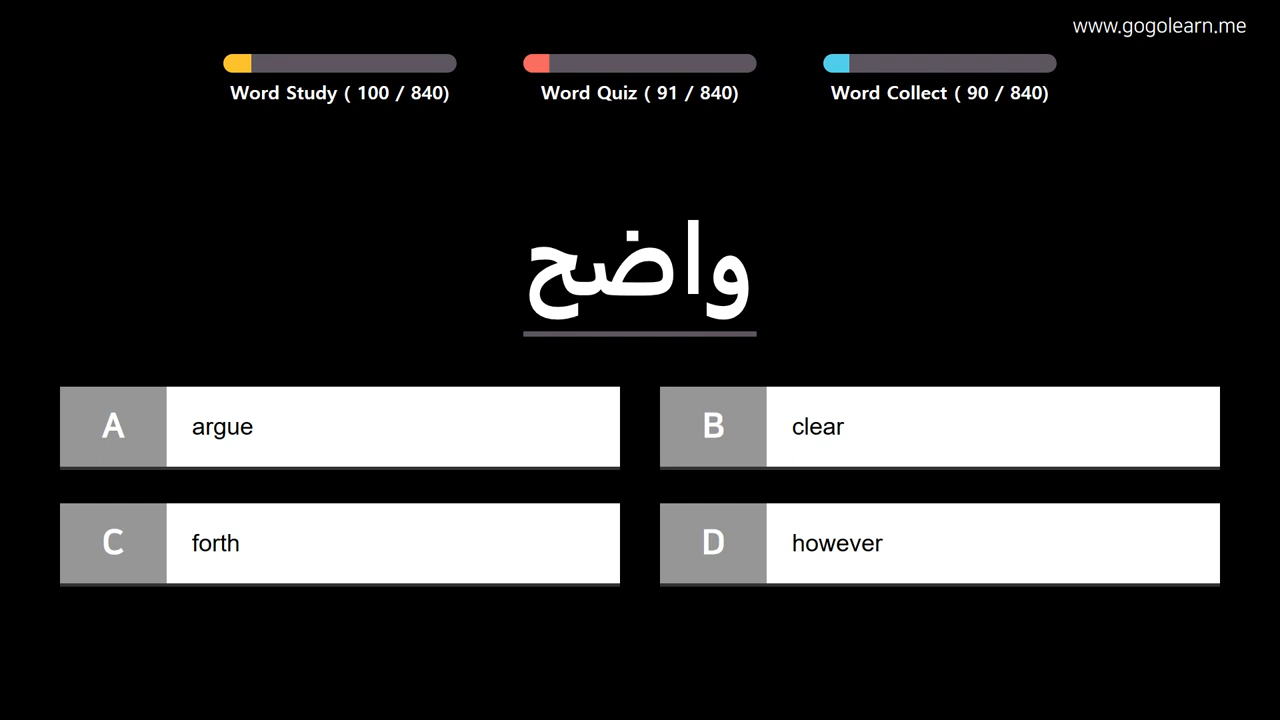 www.gogolearn.me
Word Study ( 100 / 840)
Word Quiz ( 91 / 840)
Word Collect ( 90 / 840)
واضح
A argue
B clear
C forth
D however